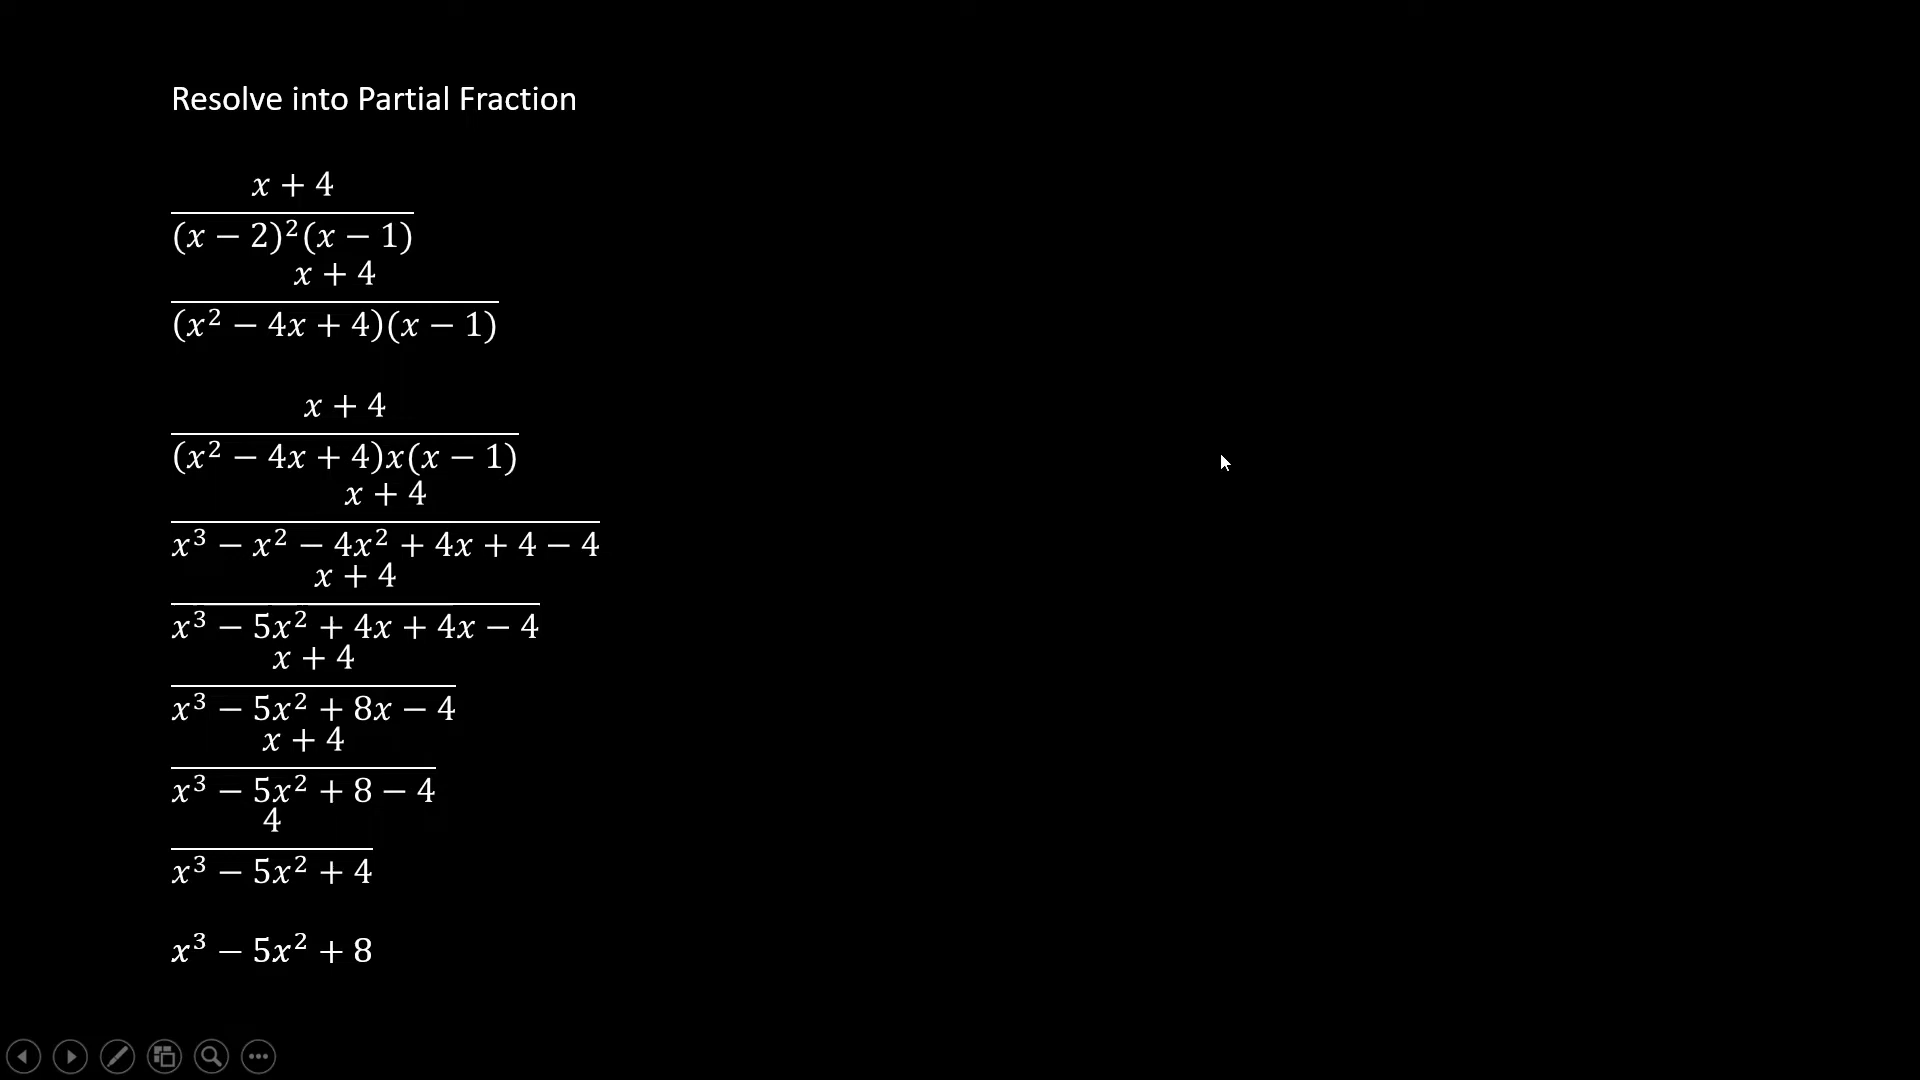 Resolve into Partial Fraction
x + 4
(x − 2)²(x − 1)
x + 4
(x² − 4x + 4)(x − 1)
x + 4
(x² − 4x + 4)x(x − 1)
x + 4
x³ − x² − 4x² + 4x + 4 − 4
x + 4
x³ − 5x² + 4x + 4x − 4
x + 4
x³ − 5x² + 8x − 4
x + 4
x³ − 5x² + 8 − 4
4
x³ − 5x² + 4
x³ − 5x² + 8